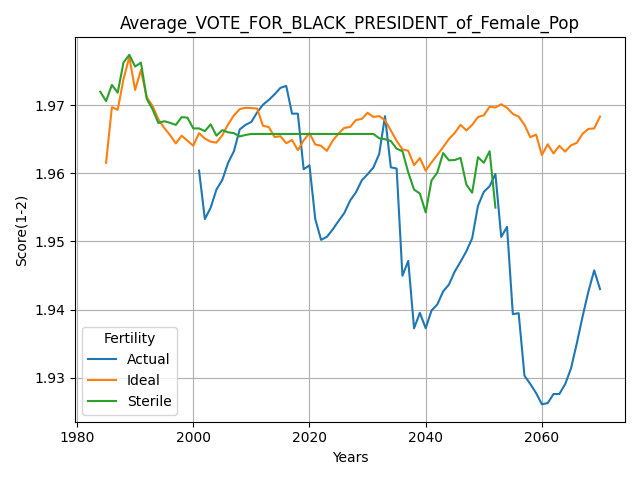 Average_VOTE_FOR_BLACK_PRESIDENT_of_Female_Pop
Score(1-2)
1.97
1.96
1.95
1.94
1.93
Fertility
Actual
Ideal
Sterile
1980
2000
2020
2040
2060
Years